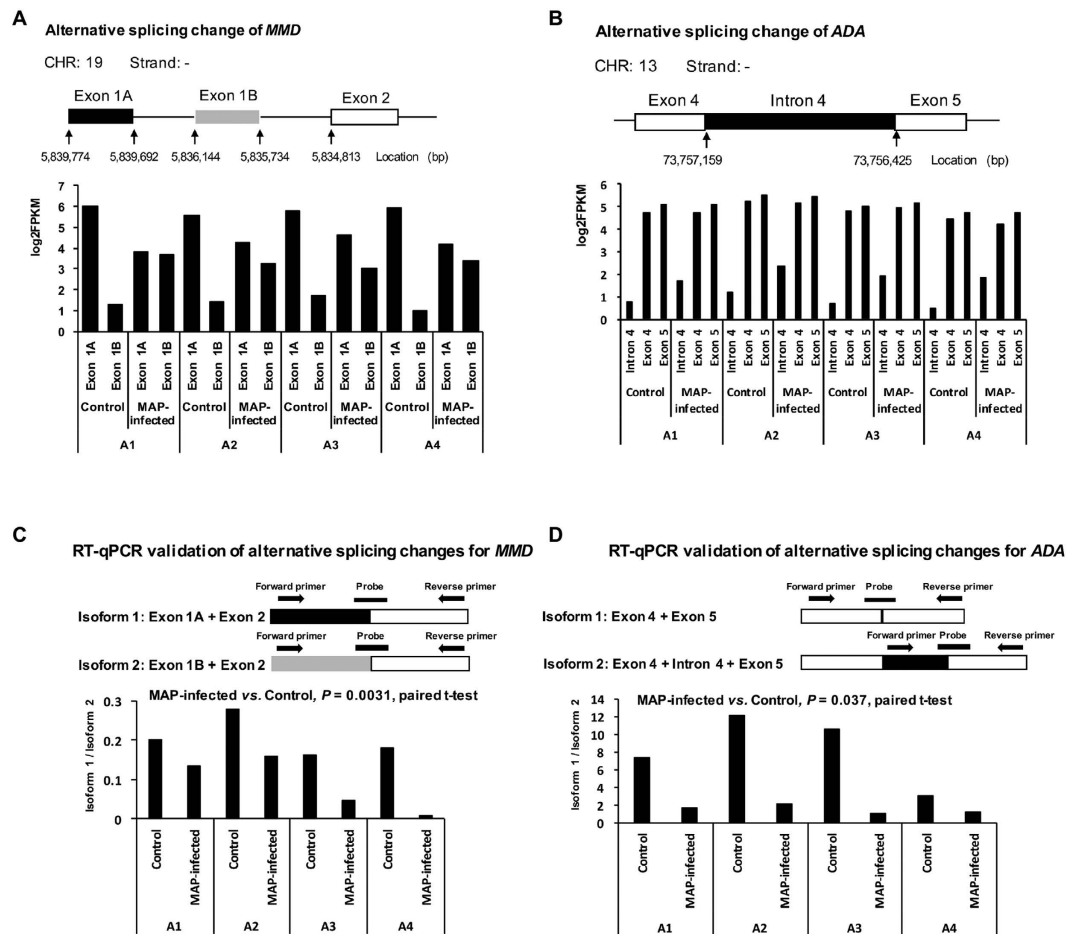 A
Alternative splicing change of MMD
CHR: 19 Strand: -
Exon 1A Exon 1B Exon 2
5,839,774 5,839,692 5,836,144 5,835,734 5,834,813 Location (bp)
log2FPKM
7
6
5
4
3
2
1
0
Exon 1A Exon 1B Exon 1A Exon 1B Exon 1A Exon 1B Exon 1A Exon 1B Exon 1A Exon 1B Exon 1A Exon 1B Exon 1A Exon 1B Exon 1A Exon 1B
Control MAP-infected Control MAP-infected Control MAP-infected Control MAP-infected
A1 A2 A3 A4
B
Alternative splicing change of ADA
CHR: 13 Strand: -
Exon 4 Intron 4 Exon 5
73,757,159 73,756,425 Location (bp)
log2FPKM
6
5
4
3
2
1
0
Intron 4 Exon 4 Exon 5 Intron 4 Exon 4 Exon 5 Intron 4 Exon 4 Exon 5 Intron 4 Exon 4 Exon 5 Intron 4 Exon 4 Exon 5 Intron 4 Exon 4 Exon 5 Intron 4 Exon 4 Exon 5 Intron 4 Exon 4 Exon 5
Control MAP-infected Control MAP-infected Control MAP-infected Control MAP-infected
A1 A2 A3 A4
C
RT-qPCR validation of alternative splicing changes for MMD
Forward primer Probe Reverse primer
Isoform 1: Exon 1A + Exon 2
Forward primer Probe Reverse primer
Isoform 2: Exon 1B + Exon 2
MAP-infected vs. Control, P = 0.0031, paired t-test
Isoform 1 / Isoform 2
0.3
0.2
0.1
0
Control MAP-infected Control MAP-infected Control MAP-infected Control MAP-infected
A1 A2 A3 A4
D
RT-qPCR validation of alternative splicing changes for ADA
Forward primer Probe Reverse primer
Isoform 1: Exon 4 + Exon 5
Forward primer Probe Reverse primer
Isoform 2: Exon 4 + Intron 4 + Exon 5
MAP-infected vs. Control, P = 0.037, paired t-test
Isoform 1 / Isoform 2
14
12
10
8
6
4
2
0
Control MAP-infected Control MAP-infected Control MAP-infected Control MAP-infected
A1 A2 A3 A4